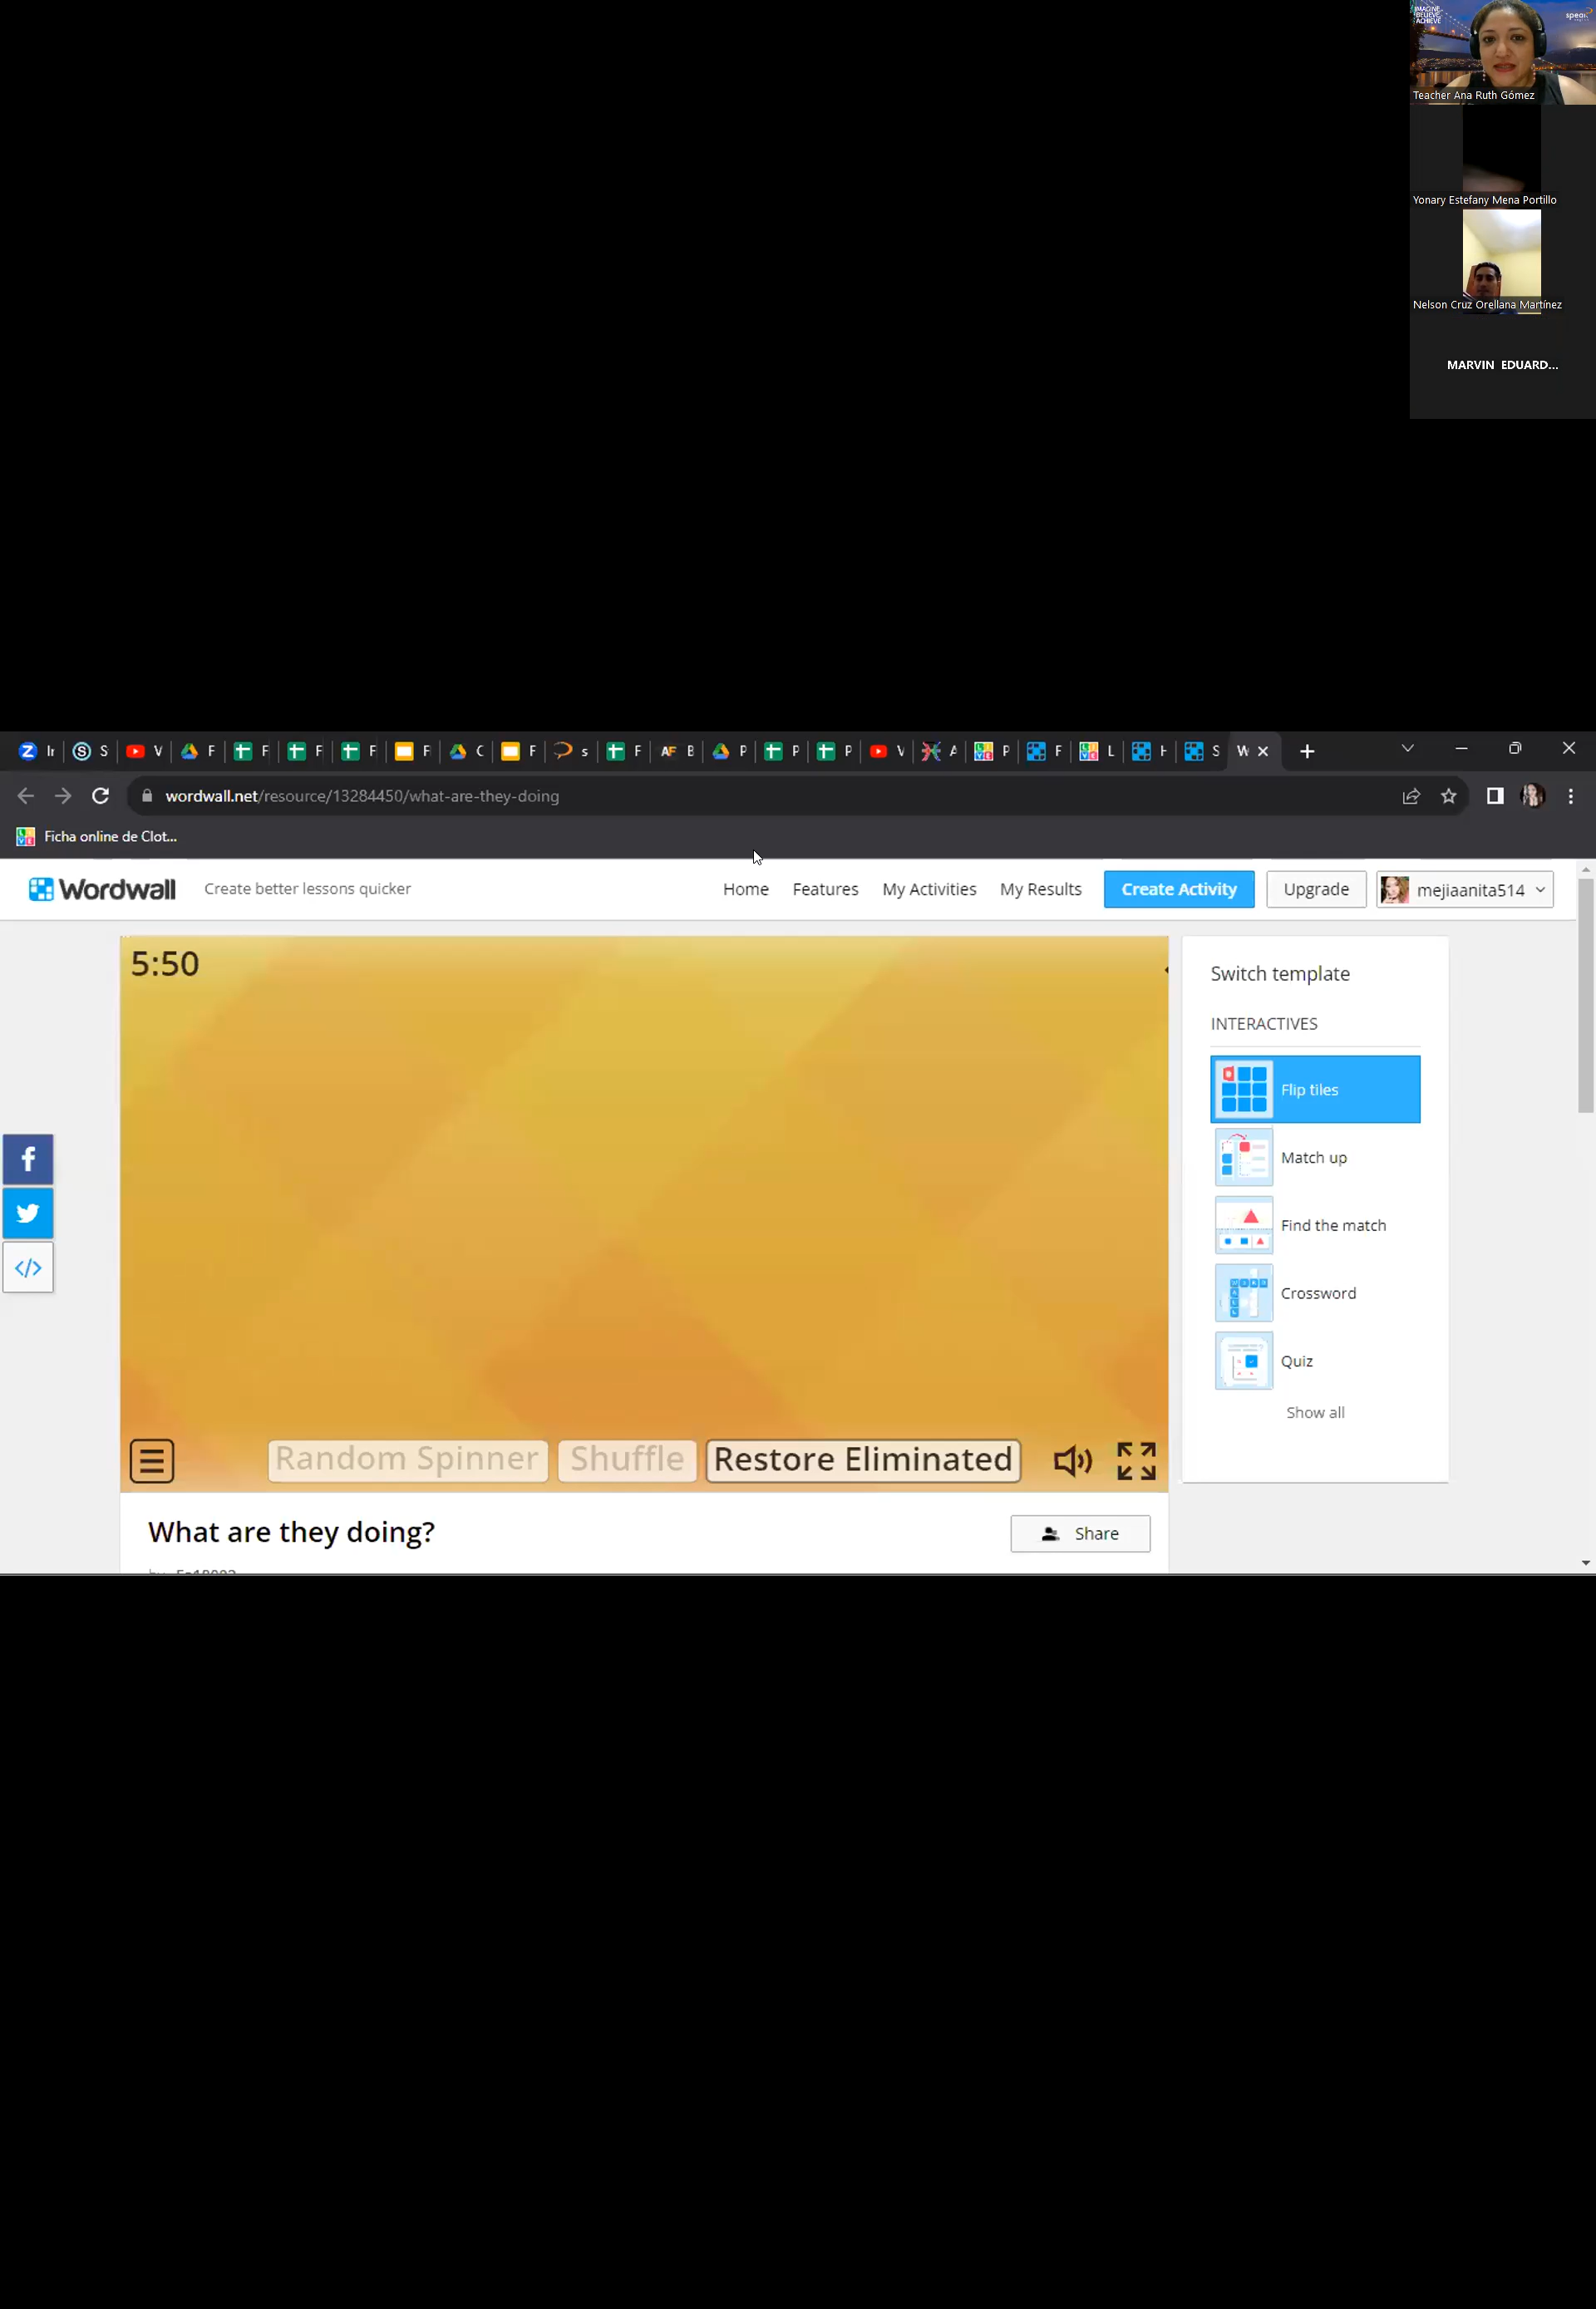 IMAGINE
BELIEVE
ACHIEVE
Teacher Ana Ruth Gómez
Yonary Estefany Mena Portillo
Nelson Cruz Orellana Martínez
MARVIN EDUARD...
wordwall.net/resource/13284450/what-are-they-doing
Ficha online de Clot...
Wordwall
Create better lessons quicker
Home
Features
My Activities
My Results
Create Activity
Upgrade
mejiaanita514
5:50
Switch template
INTERACTIVES
Flip tiles
Match up
Find the match
Crossword
Quiz
Show all
Random Spinner
Shuffle
Restore Eliminated
What are they doing?
Share